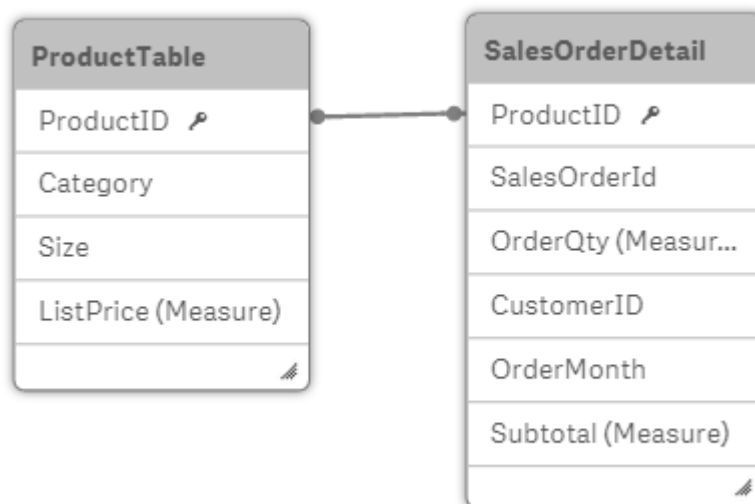 ProductTable
ProductID
Category
Size
ListPrice (Measure)
SalesOrderDetail
ProductID
SalesOrderId
OrderQty (Measur...
CustomerID
OrderMonth
Subtotal (Measure)